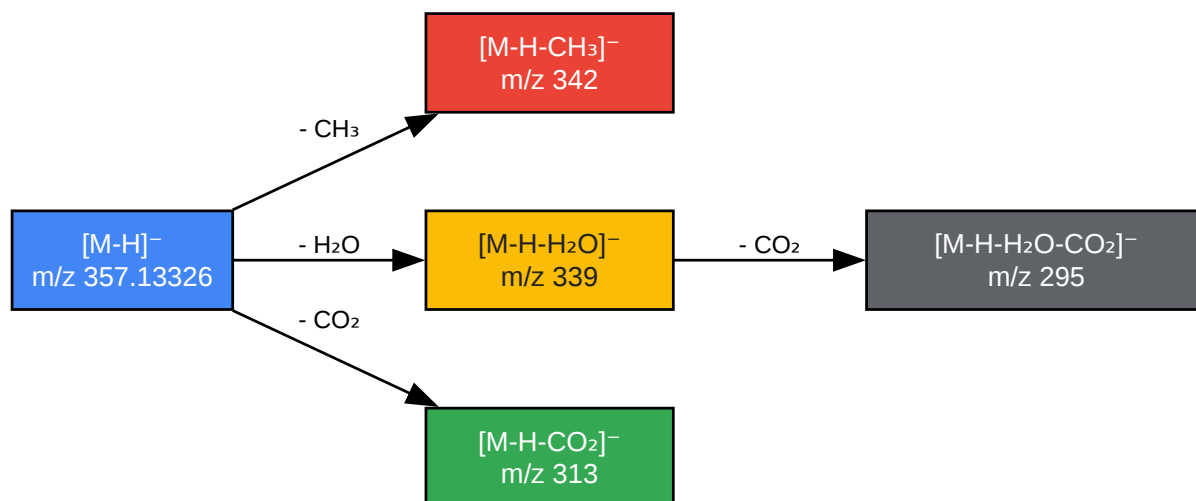 [M-H-CH₃]⁻
m/z 342
- CH₃
[M-H]⁻
m/z 357.13326
- H₂O
[M-H-H₂O]⁻
m/z 339
- CO₂
[M-H-H₂O-CO₂]⁻
m/z 295
- CO₂
[M-H-CO₂]⁻
m/z 313